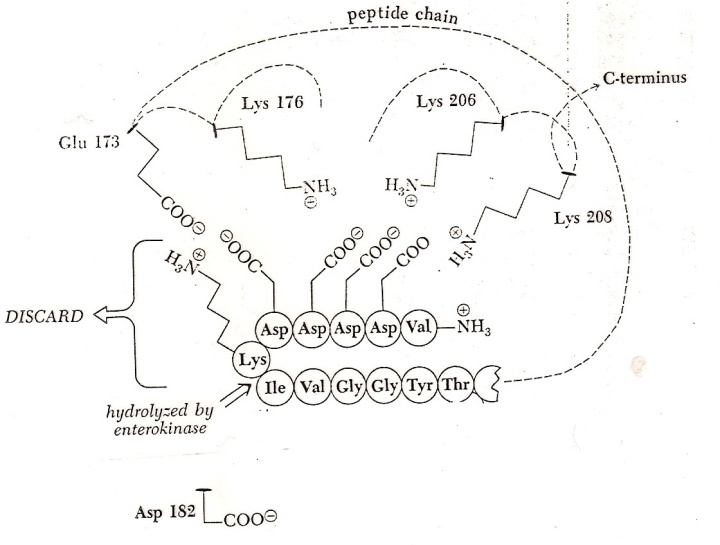 peptide chain
C-terminus
Lys 176
Lys 206
Glu 173
NH₃
⊕
H₃N
⊕
Lys 208
COO⊖
⊖OOC
COO⊖
COO⊖
COO
⊕
H₃N
⊕
H₃N
DISCARD
Asp Asp Asp Asp Val NH₃
⊕
Lys
Ile Val Gly Gly Tyr Thr
hydrolyzed by
enterokinase
Asp 182
COO⊖